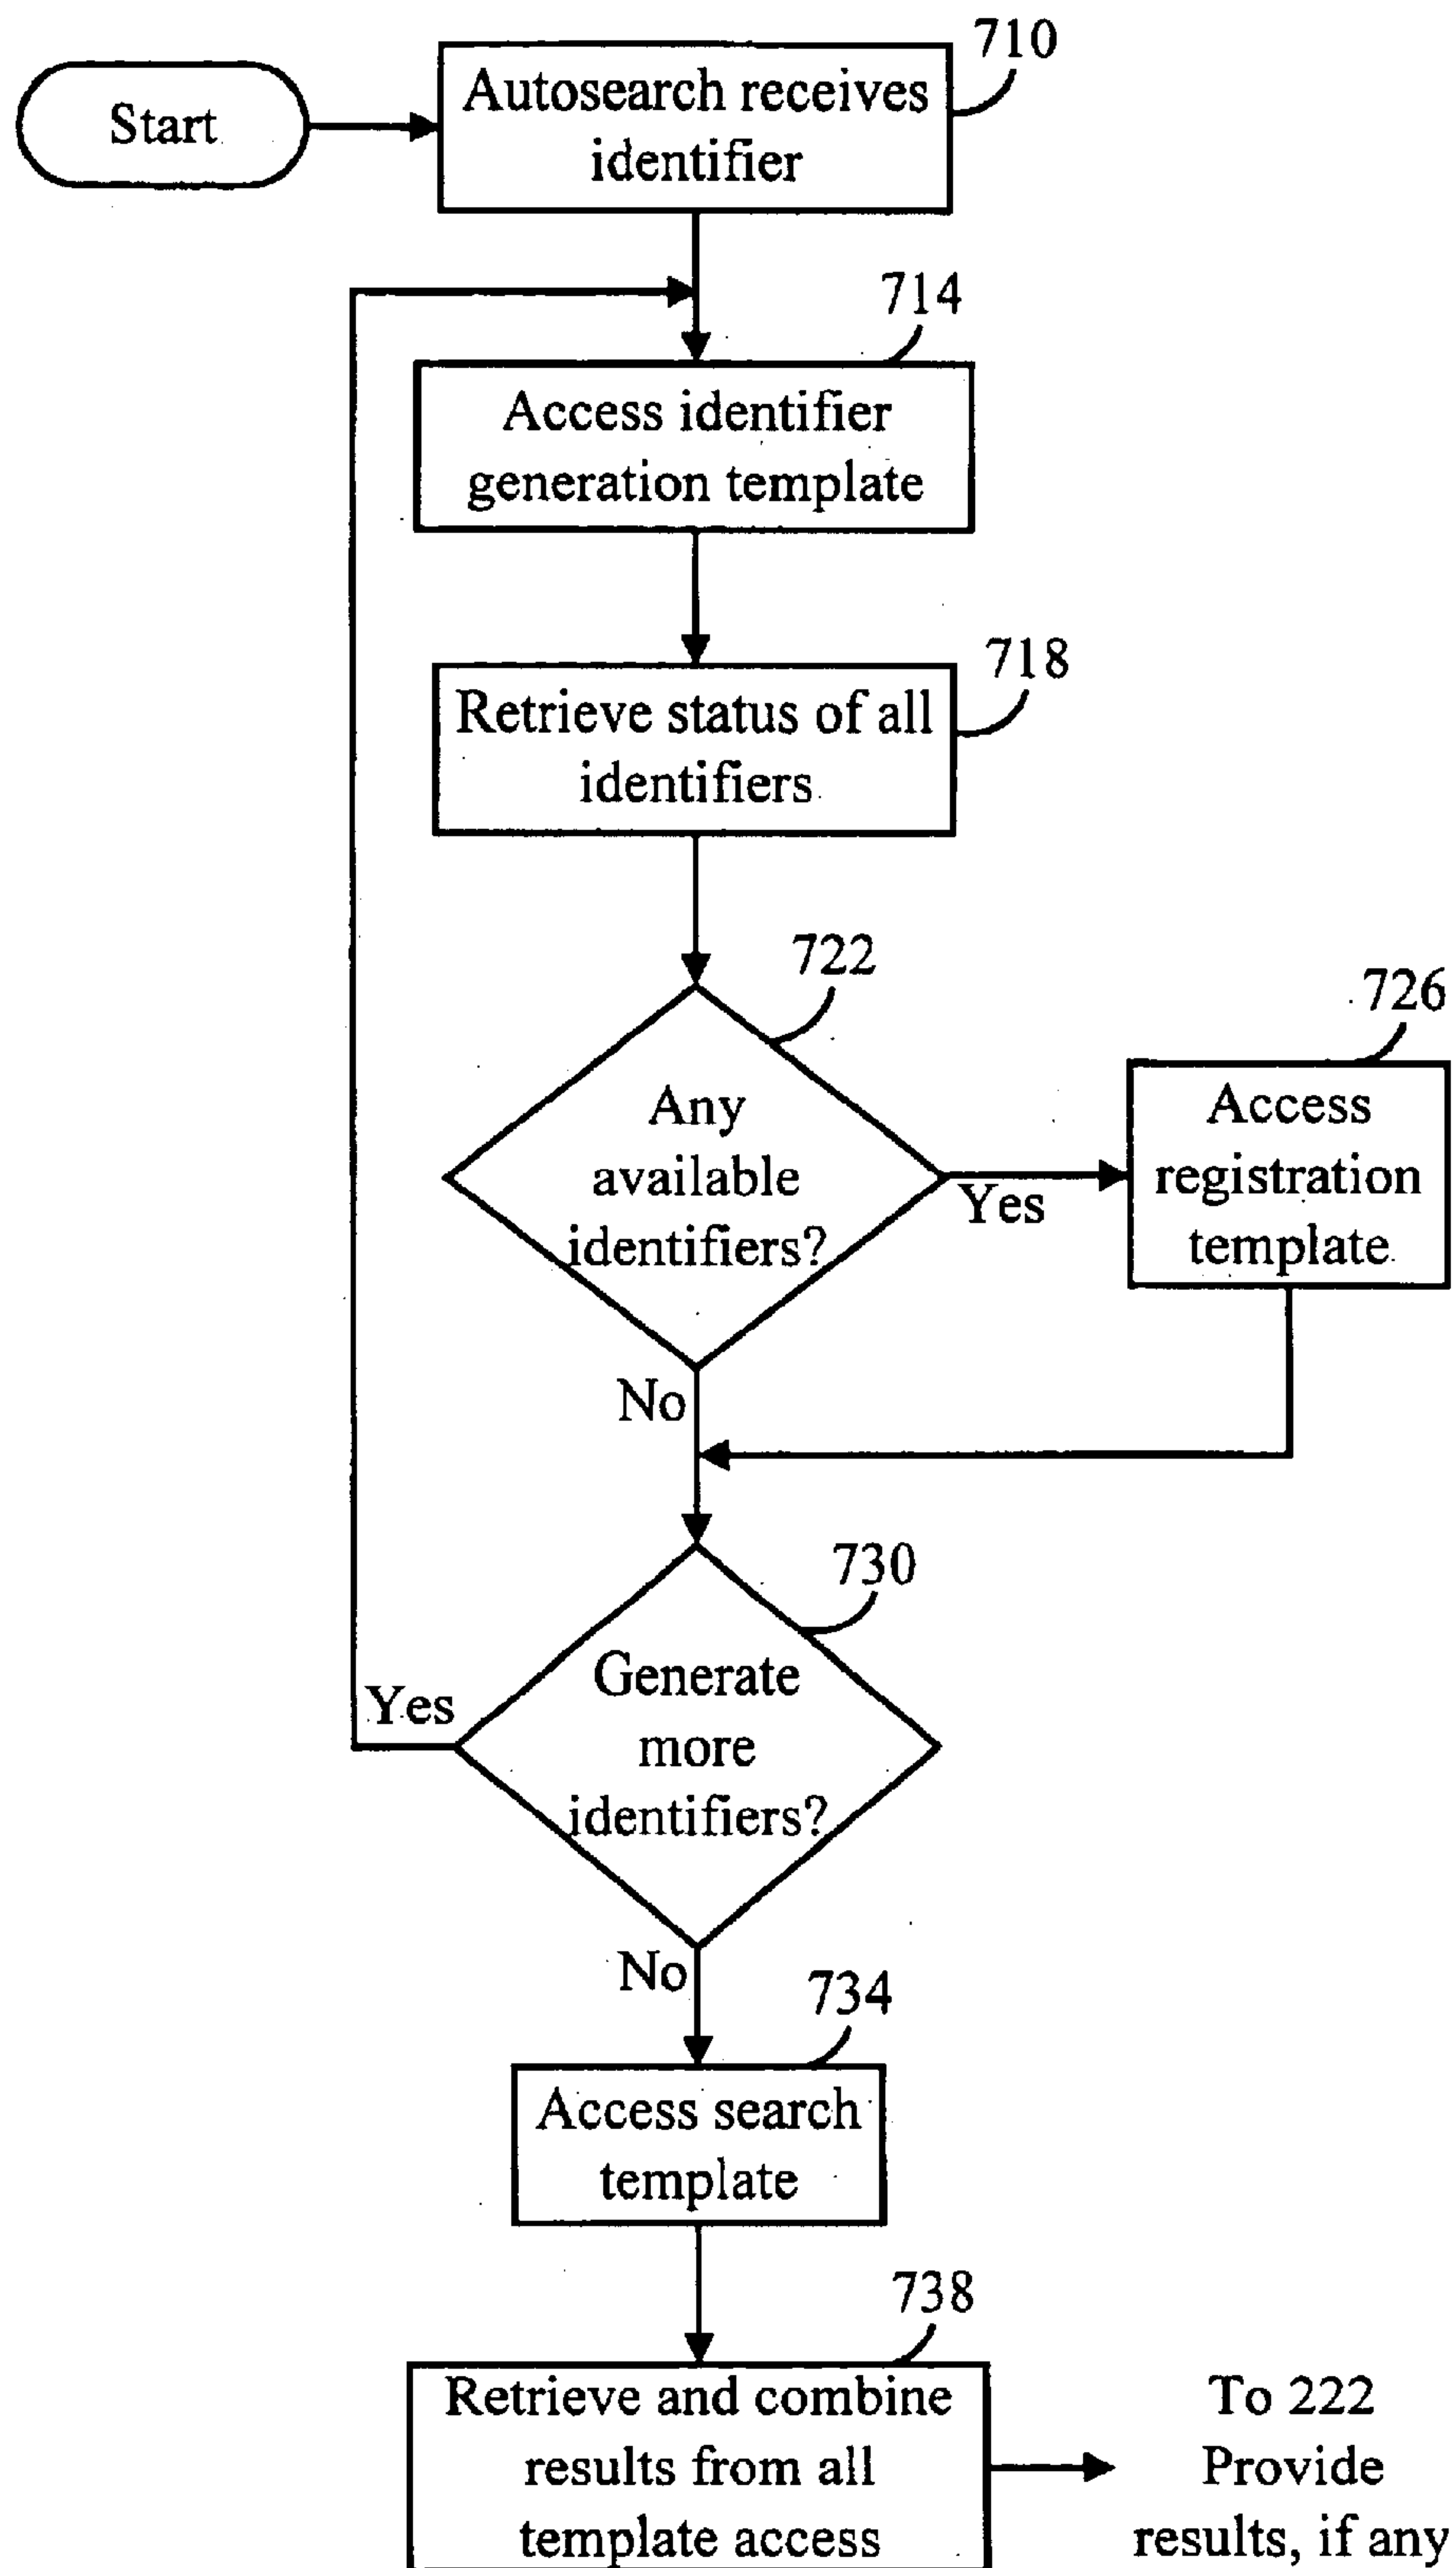 710
Start
Autosearch receives
identifier
714
Access identifier
generation template
718
Retrieve status of all
identifiers
722
726
Any
available
identifiers?
Yes
Access
registration
template
No
730
Generate
more
identifiers?
Yes
No
734
Access search
template
738
Retrieve and combine
results from all
template access
To 222
Provide
results, if any